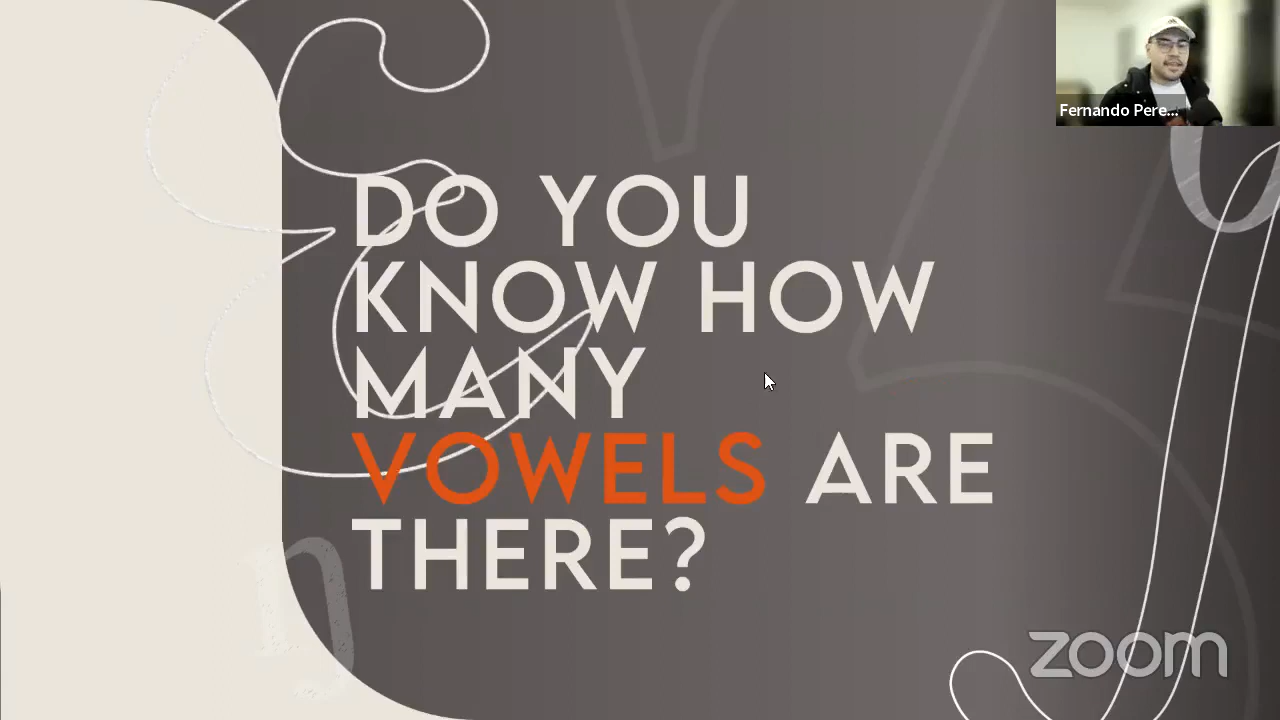 Fernando Pere...
DO YOU
KNOW HOW
MANY
VOWELS ARE
THERE?
zoom